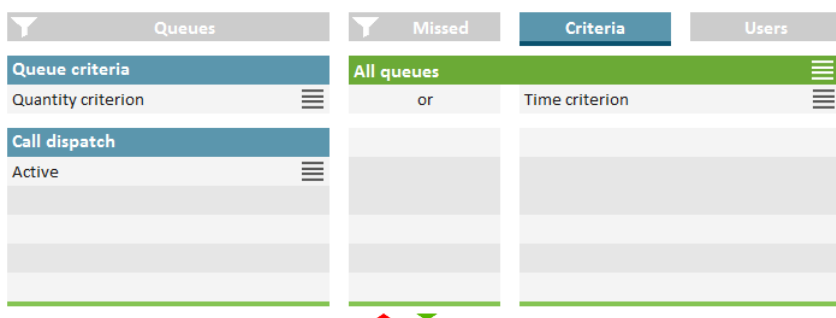 Queues Missed Criteria Users
Queue criteria All queues
Quantity criterion or Time criterion
Call dispatch
Active